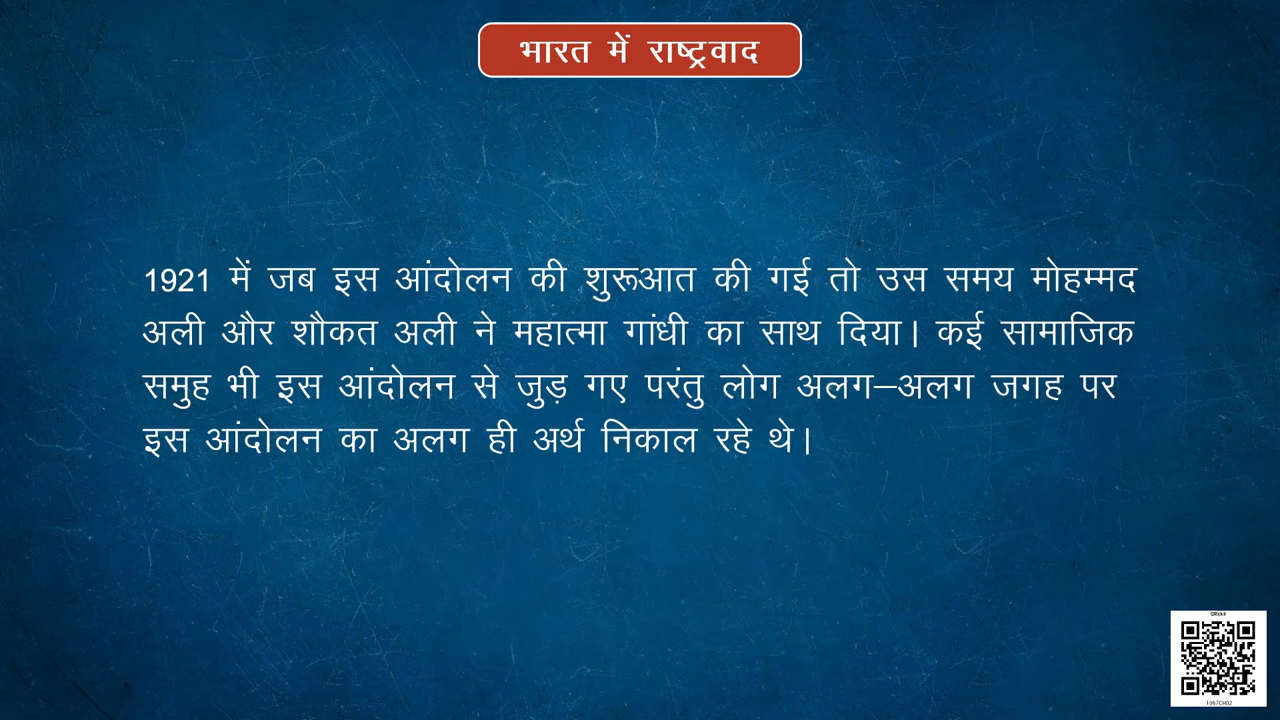 भारत में राष्ट्रवाद
1921 में जब इस आंदोलन की शुरूआत की गई तो उस समय मोहम्मद
अली और शौकत अली ने महात्मा गांधी का साथ दिया। कई सामाजिक
समुह भी इस आंदोलन से जुड़ गए परंतु लोग अलग–अलग जगह पर
इस आंदोलन का अलग ही अर्थ निकाल रहे थे।
1067CH02